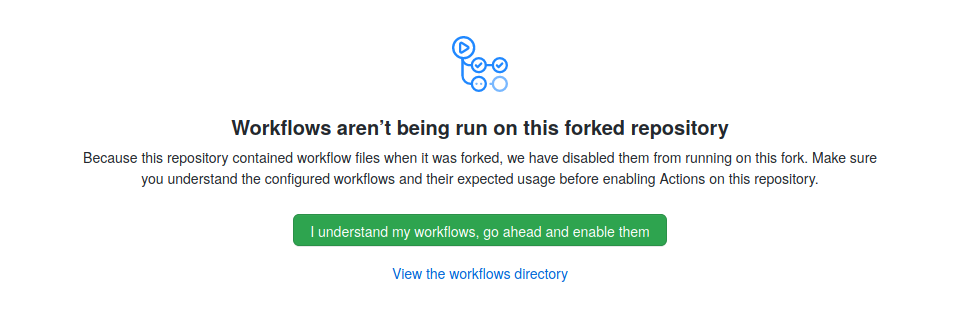 Workflows aren’t being run on this forked repository
Because this repository contained workflow files when it was forked, we have disabled them from running on this fork. Make sure
you understand the configured workflows and their expected usage before enabling Actions on this repository.
I understand my workflows, go ahead and enable them
View the workflows directory